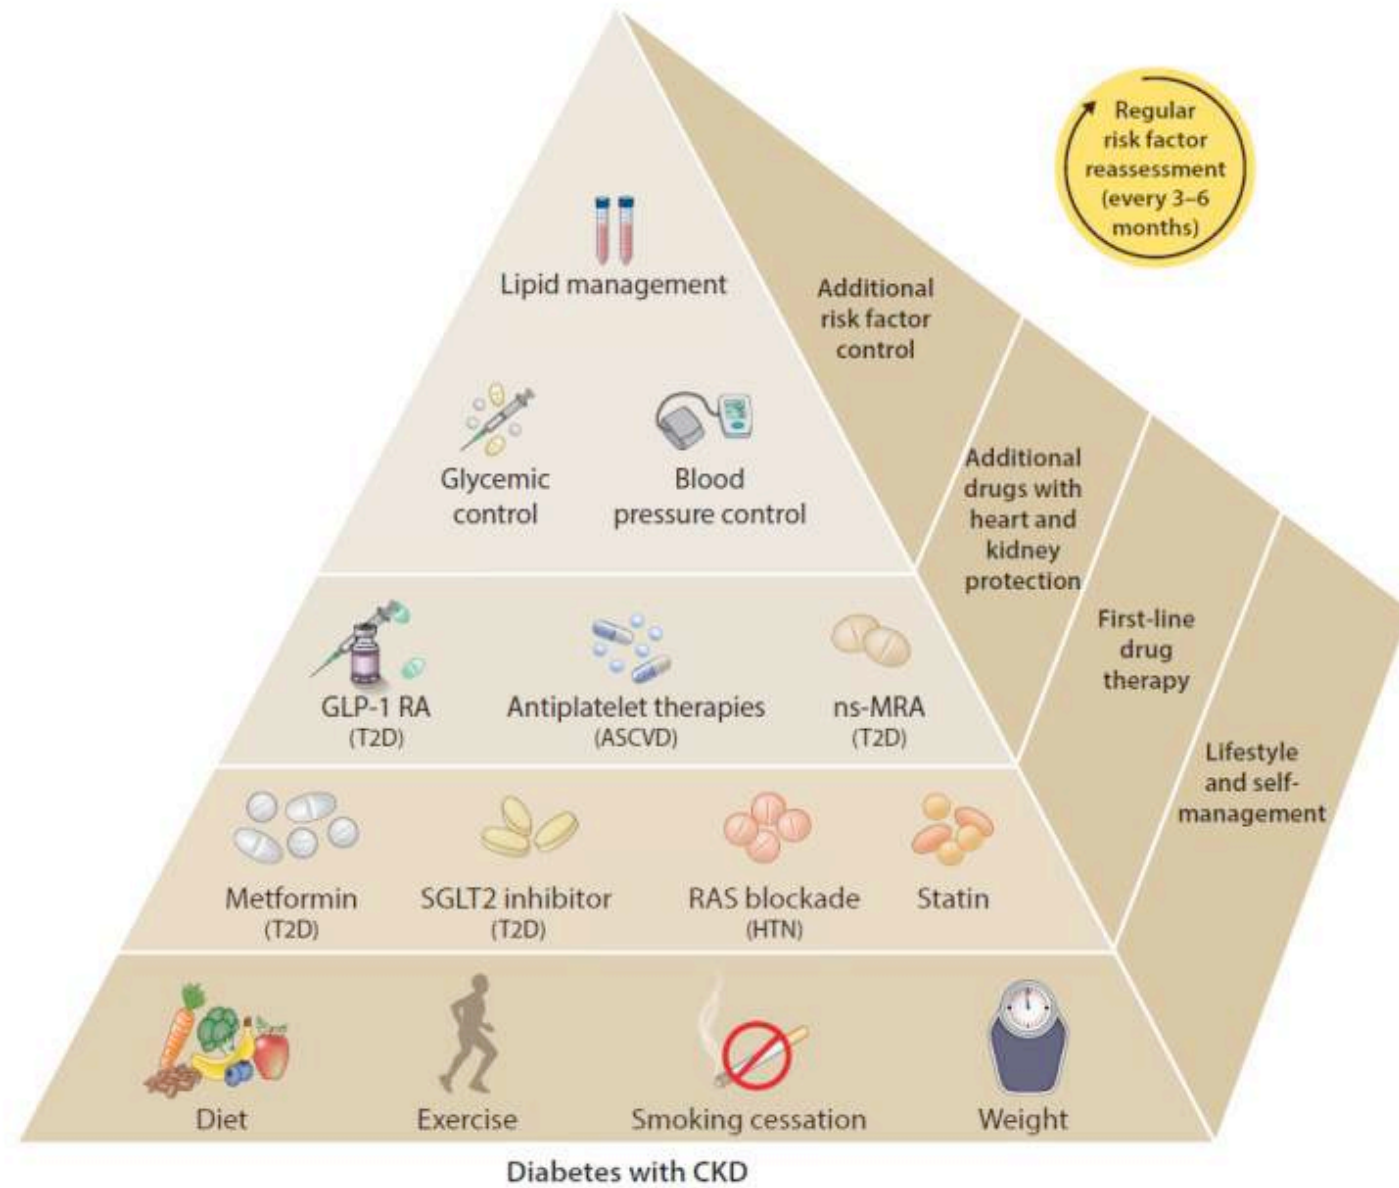 Regular
risk factor
reassessment
(every 3–6
months)
Lipid management
Additional
risk factor
control
Glycemic
control
Blood
pressure control
Additional
drugs with
heart and
kidney
protection
GLP-1 RA
(T2D)
Antiplatelet therapies
(ASCVD)
ns-MRA
(T2D)
First-line
drug
therapy
Metformin
(T2D)
SGLT2 inhibitor
(T2D)
RAS blockade
(HTN)
Statin
Lifestyle
and self-
management
Diet
Exercise
Smoking cessation
Weight
Diabetes with CKD